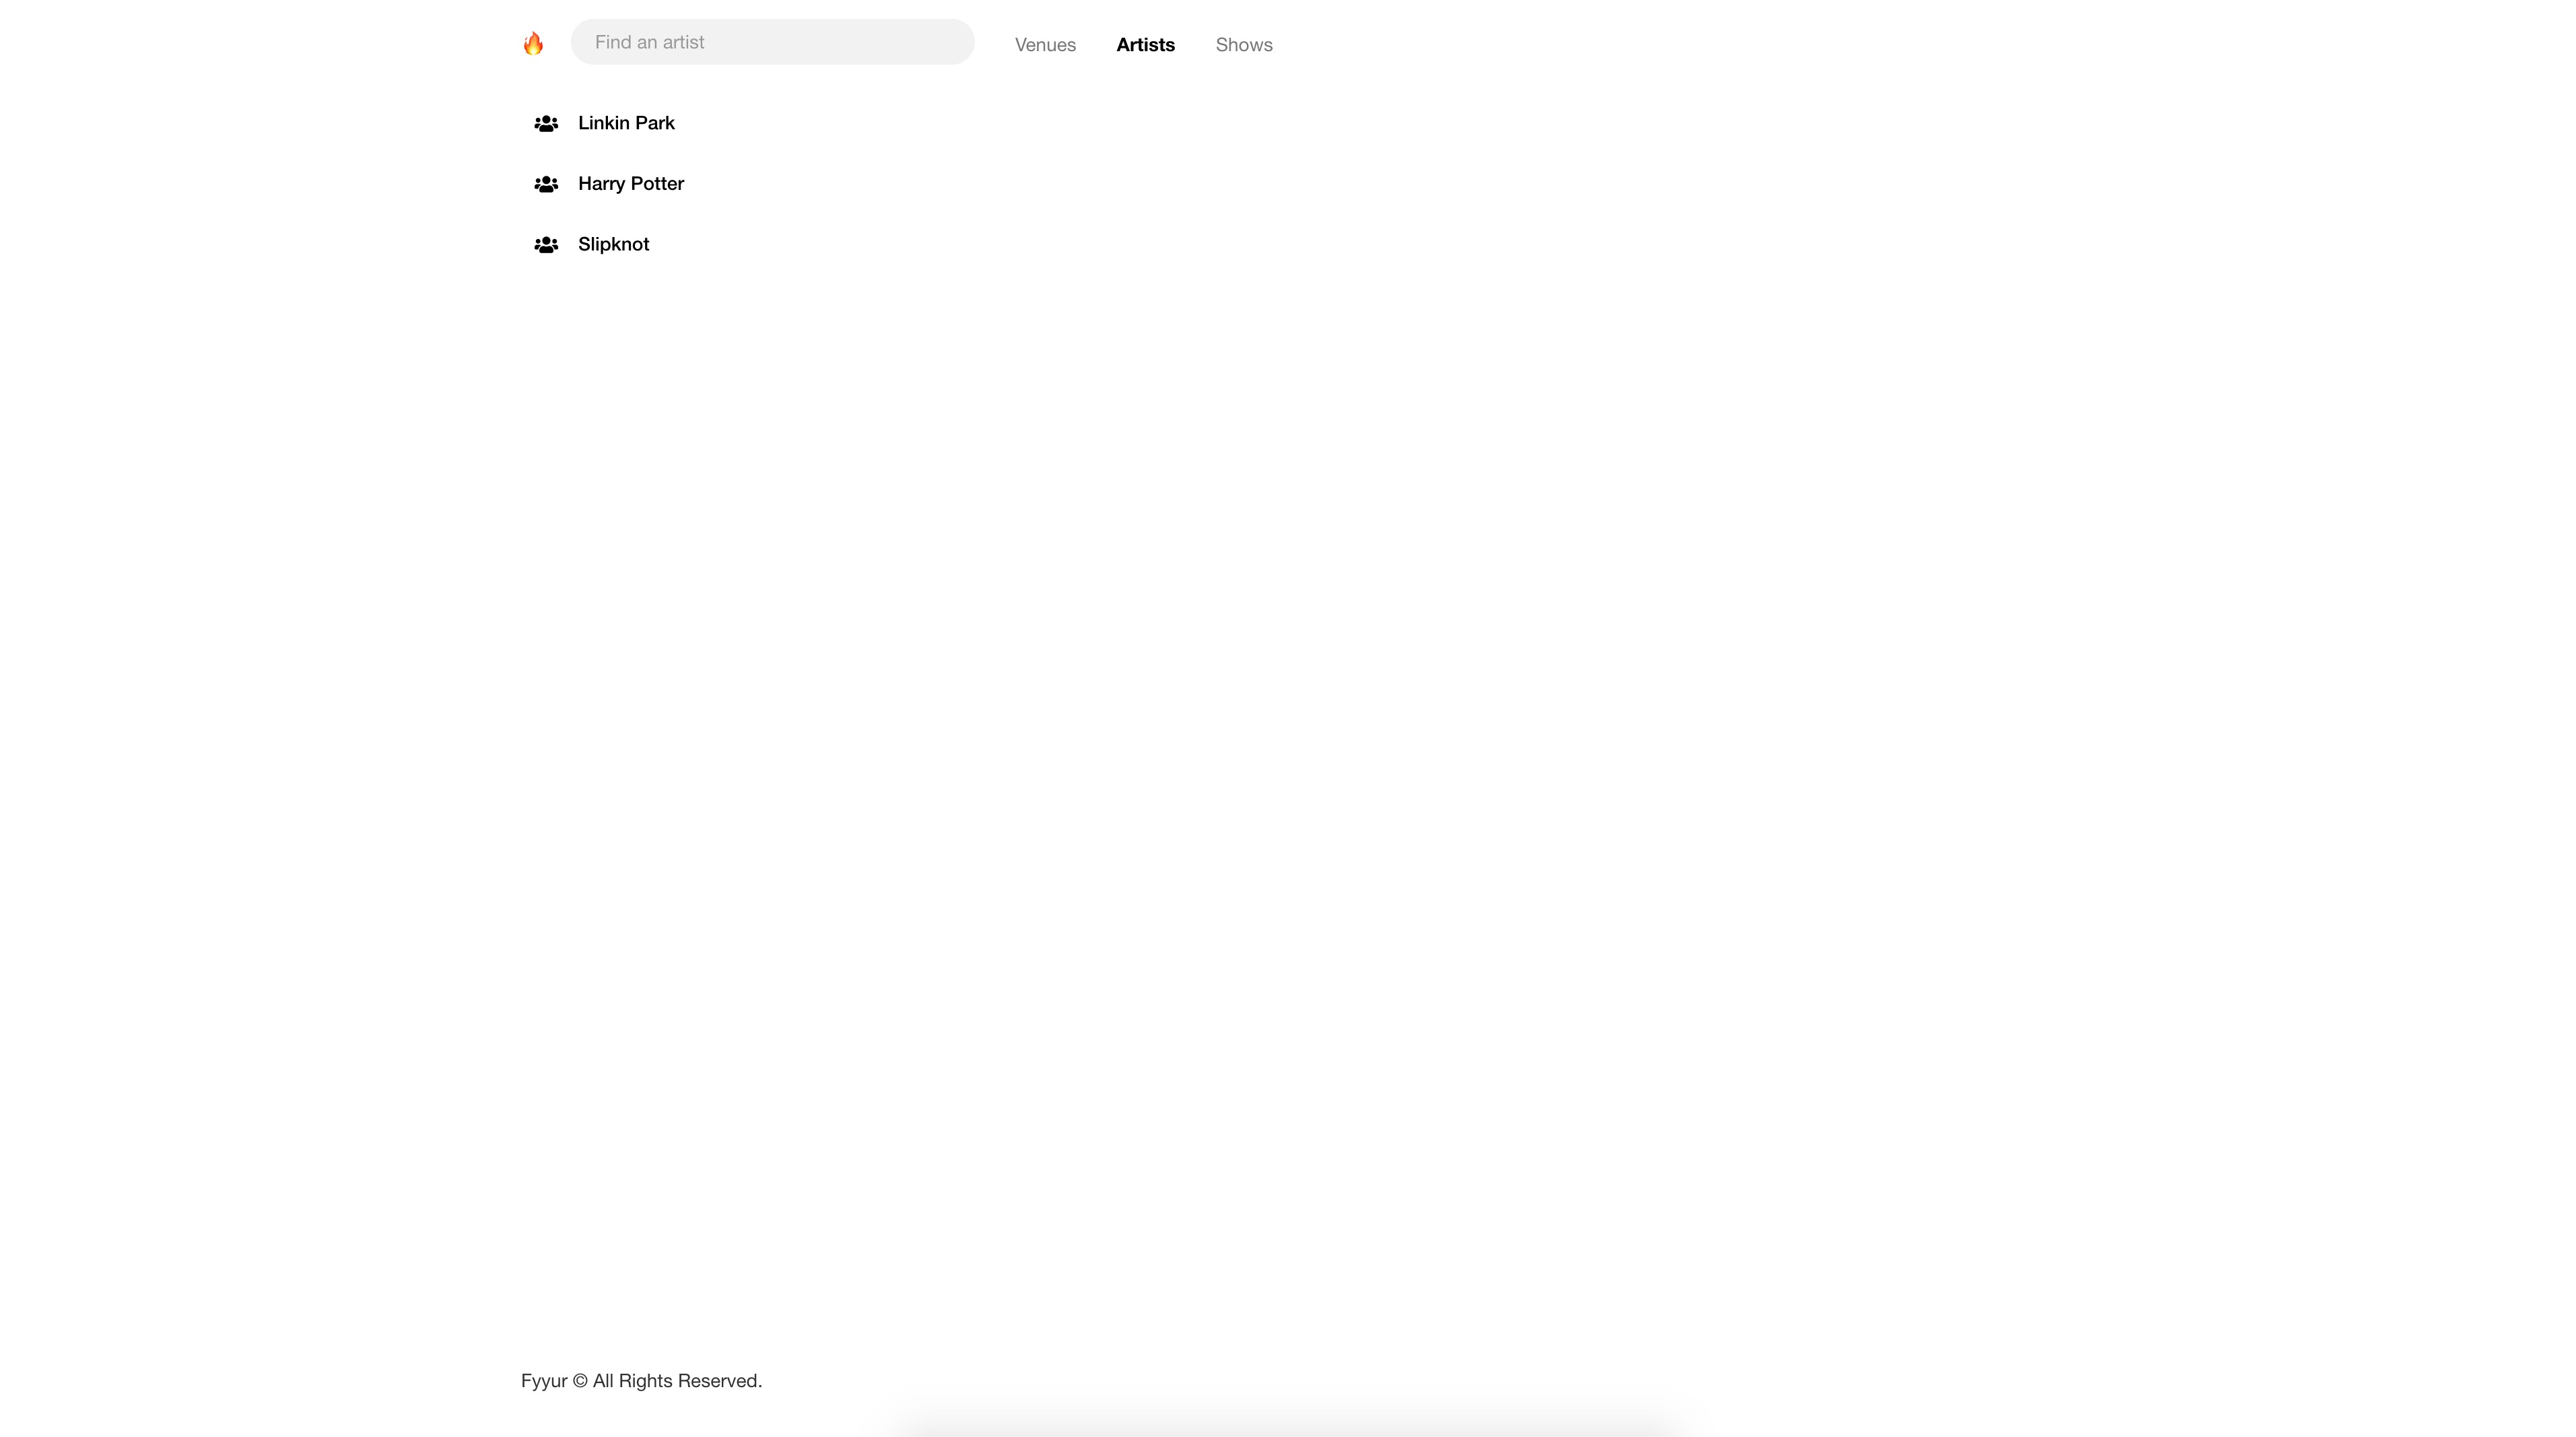 Find an artist
Venues Artists Shows
Linkin Park
Harry Potter
Slipknot
Fyyur © All Rights Reserved.